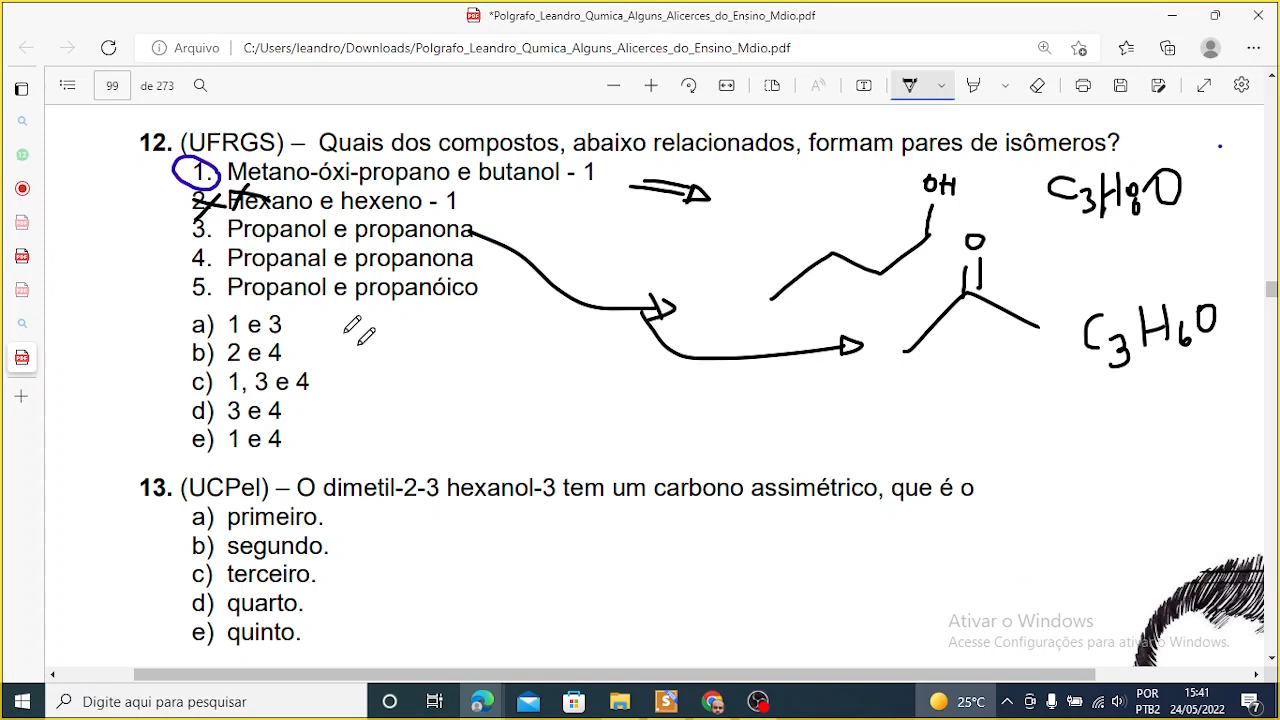 *Polgrafo_Leandro_Qumica_Alguns_Alicerces_do_Ensino_Mdio.pdf
Arquivo C:/Users/leandro/Downloads/Polgrafo_Leandro_Qumica_Alguns_Alicerces_do_Ensino_Mdio.pdf
99 de 273
12. (UFRGS) – Quais dos compostos, abaixo relacionados, formam pares de isômeros?
1. Metano-óxi-propano e butanol - 1
2. Hexano e hexeno - 1
3. Propanol e propanona
4. Propanal e propanona
5. Propanol e propanóico
OH
C3H8O
O
C3H6O
a) 1 e 3
b) 2 e 4
c) 1, 3 e 4
d) 3 e 4
e) 1 e 4
13. (UCPel) – O dimetil-2-3 hexanol-3 tem um carbono assimétrico, que é o
a) primeiro.
b) segundo.
c) terceiro.
d) quarto.
e) quinto.
Ativar o Windows
Acesse Configurações para ativar o Windows.
Digite aqui para pesquisar
25°C
POR
PTB2
15:41
24/05/2022
7